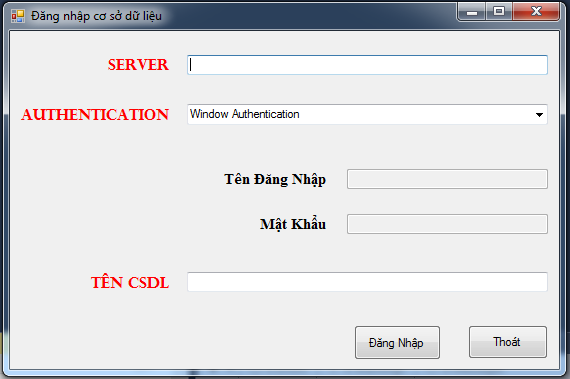 Đăng nhập cơ sở dữ liệu
SERVER
AUTHENTICATION Window Authentication
Tên Đăng Nhập
Mật Khẩu
TÊN CSDL
Đăng Nhập Thoát